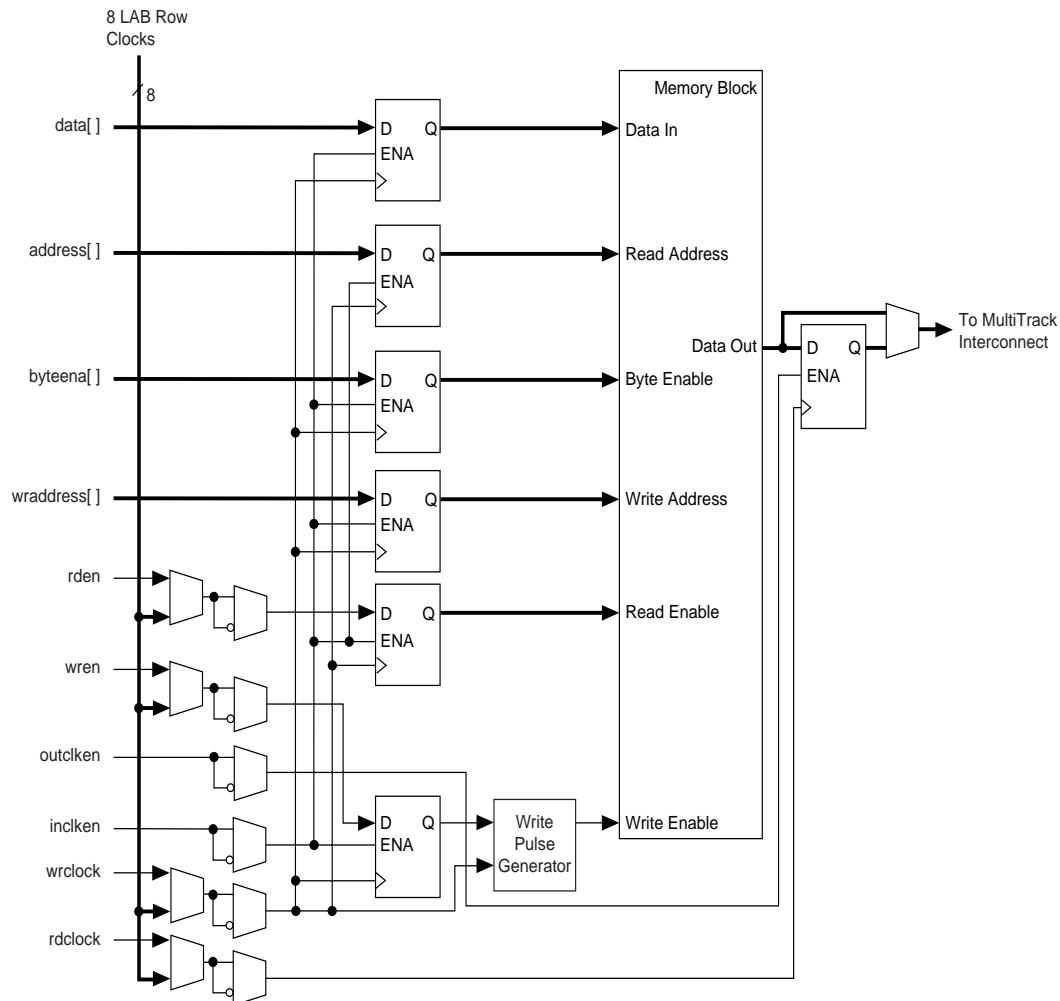 8 LAB Row
Clocks
8
Memory Block
data[ ]
D
Q
Data In
ENA
address[ ]
D
Q
Read Address
ENA
To MultiTrack
Interconnect
Data Out
D
Q
ENA
byteena[ ]
D
Q
Byte Enable
ENA
wraddress[ ]
D
Q
Write Address
ENA
rden
D
Q
Read Enable
ENA
wren
outclken
inclken
D
Q
ENA
Write
Pulse
Generator
Write Enable
wrclock
rdclock